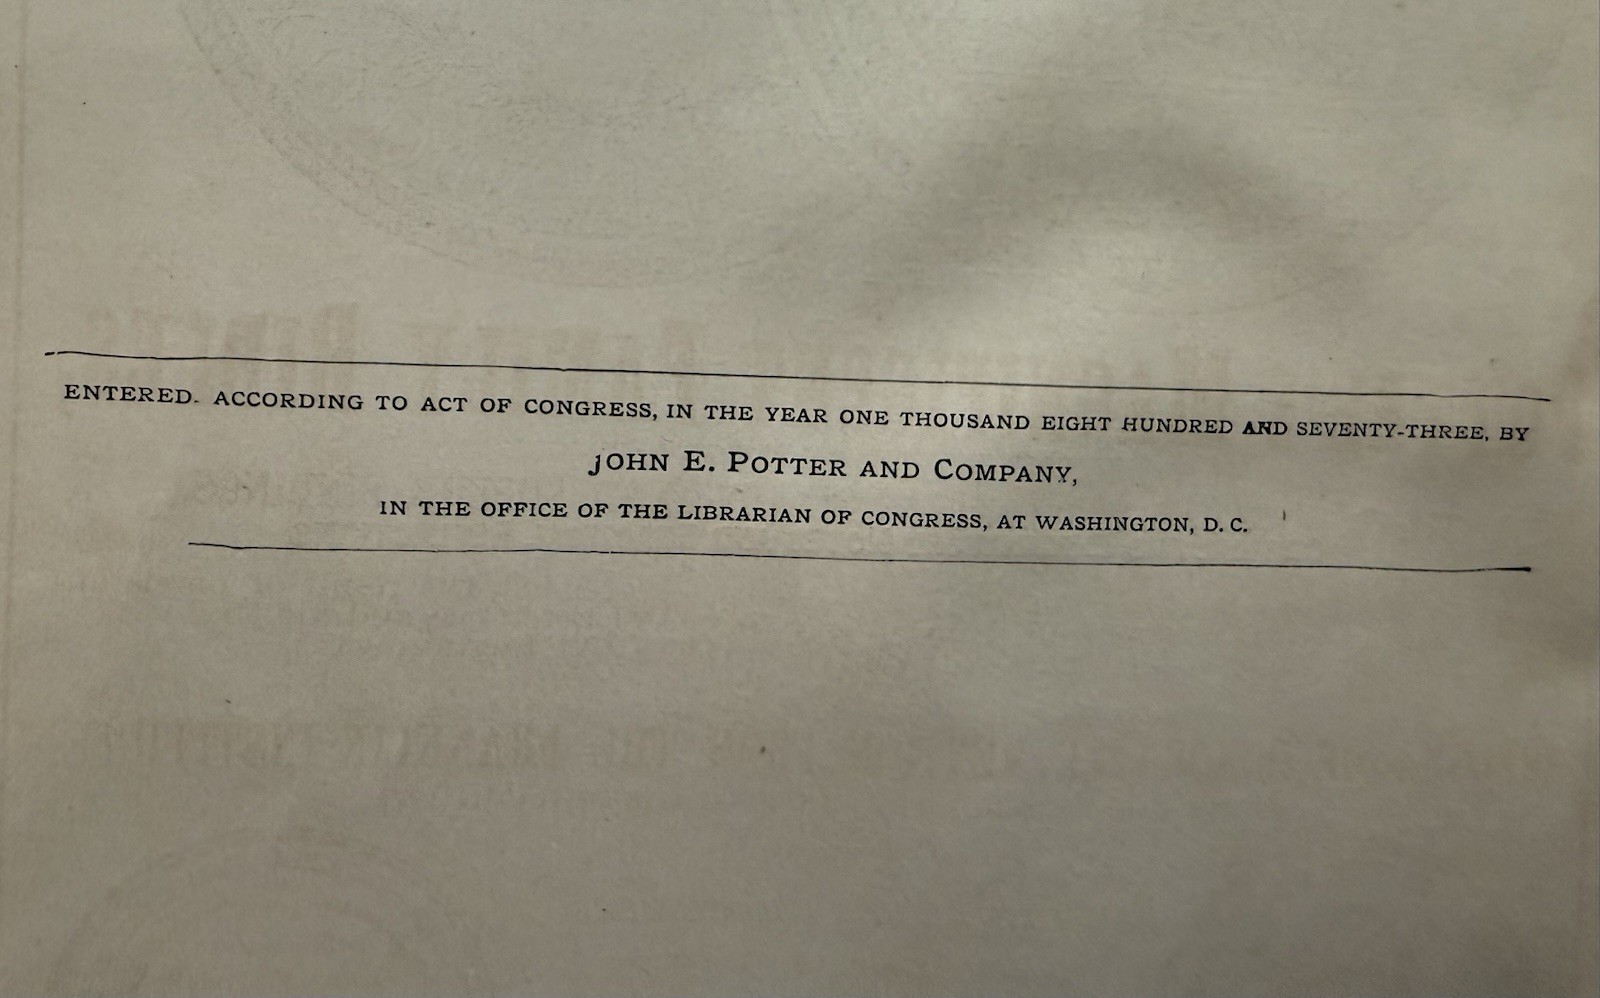 ENTERED. ACCORDING TO ACT OF CONGRESS, IN THE YEAR ONE THOUSAND EIGHT HUNDRED AND SEVENTY-THREE, BY
JOHN E. POTTER AND COMPANY,
IN THE OFFICE OF THE LIBRARIAN OF CONGRESS, AT WASHINGTON, D. C.